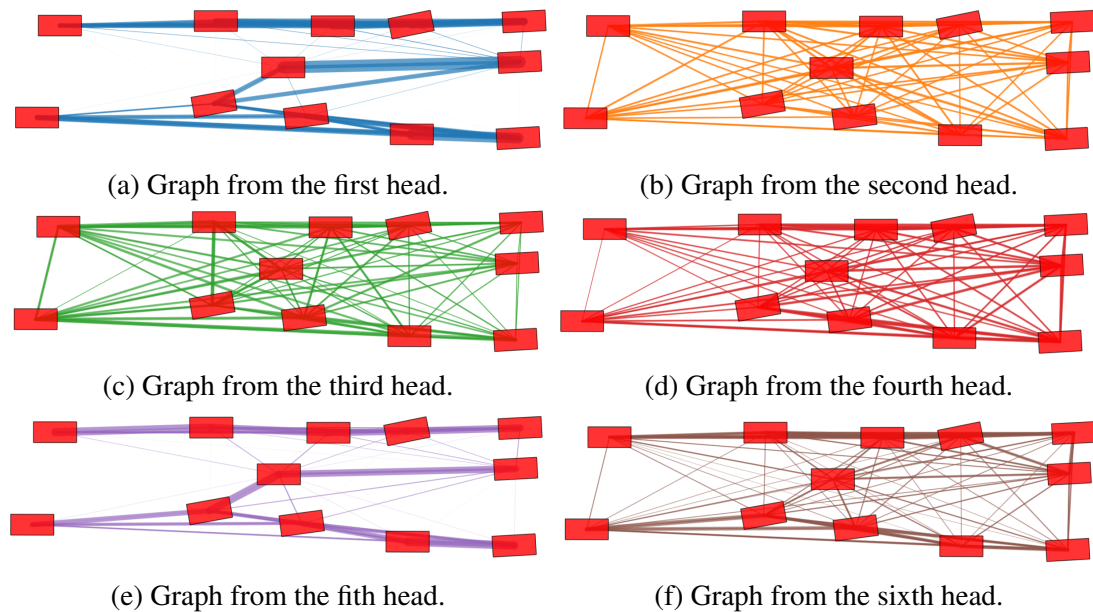 (a) Graph from the first head.
(b) Graph from the second head.
(c) Graph from the third head.
(d) Graph from the fourth head.
(e) Graph from the fith head.
(f) Graph from the sixth head.